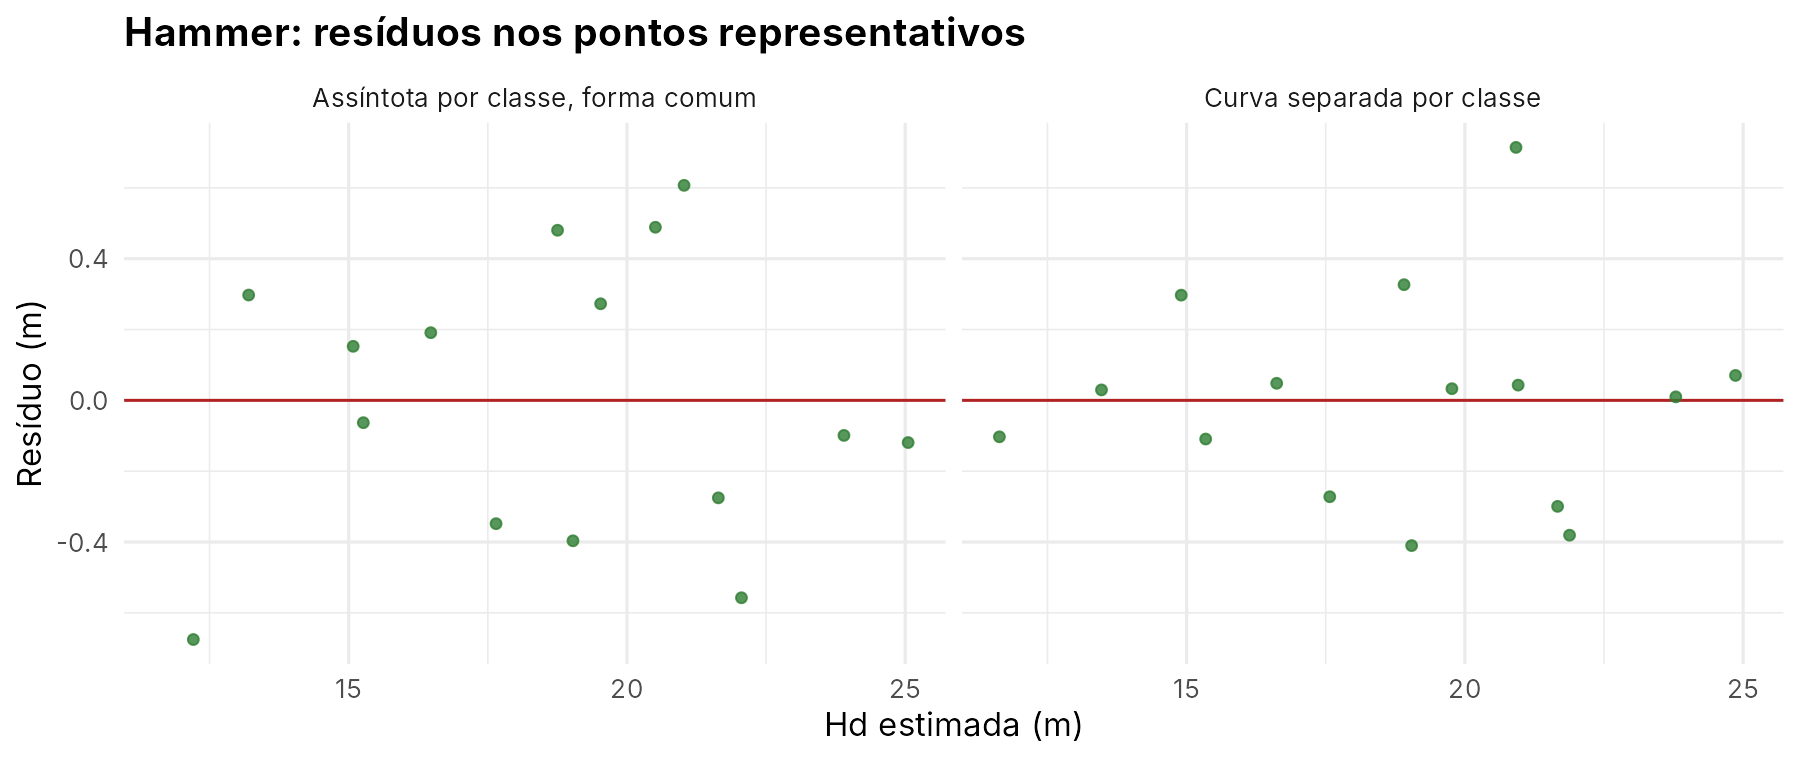 Hammer: resíduos nos pontos representativos
Assíntota por classe, forma comum
Curva separada por classe
Resíduo (m)
0.4
0.0
-0.4
15
20
25
15
20
25
Hd estimada (m)